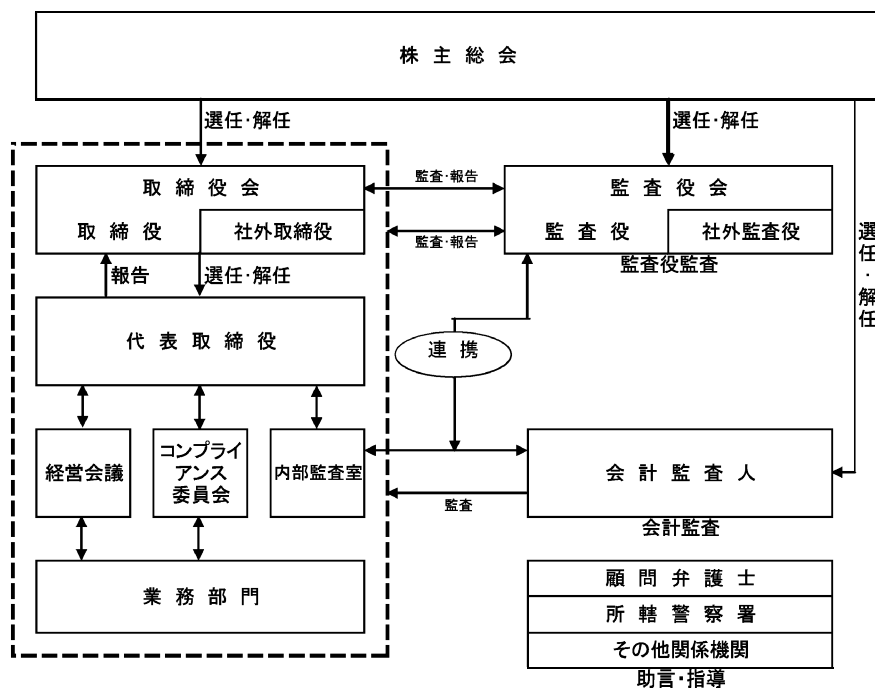 株主総会
選任・解任
選任・解任
取締役会
監査・報告
監査役会
取締役
社外取締役
監査・報告
監査役
社外監査役
選任・解任
監査役監査
報告
選任・解任
代表取締役
連携
経営会議
コンプライ
アンス
委員会
内部監査室
会計監査人
監査
会計監査
業務部門
顧問弁護士
所轄警察署
その他関係機関
助言・指導